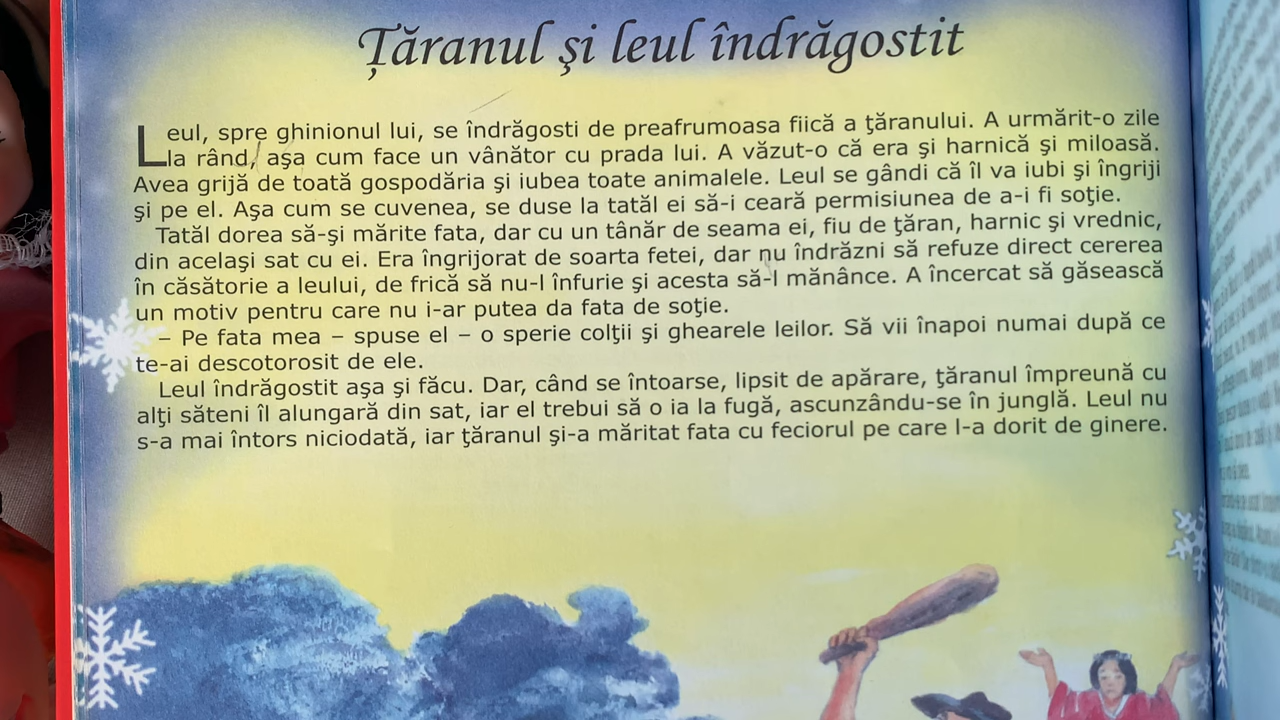 Ţăranul şi leul îndrăgostit
Leul, spre ghinionul lui, se îndrăgosti de preafrumoasa fiică a ţăranului. A urmărit-o zile
la rând, aşa cum face un vânător cu prada lui. A văzut-o că era şi harnică şi miloasă.
Avea grijă de toată gospodăria şi iubea toate animalele. Leul se gândi că îl va iubi şi îngriji
şi pe el. Aşa cum se cuvenea, se duse la tatăl ei să-i ceară permisiunea de a-i fi soţie.
Tatăl dorea să-şi mărite fata, dar cu un tânăr de seama ei, fiu de ţăran, harnic şi vrednic,
din acelaşi sat cu ei. Era îngrijorat de soarta fetei, dar nu îndrăzni să refuze direct cererea
în căsătorie a leului, de frică să nu-l înfurie şi acesta să-l mănânce. A încercat să găsească
un motiv pentru care nu i-ar putea da fata de soţie.
– Pe fata mea – spuse el – o sperie colţii şi ghearele leilor. Să vii înapoi numai după ce
te-ai descotorosit de ele.
Leul îndrăgostit aşa şi făcu. Dar, când se întoarse, lipsit de apărare, ţăranul împreună cu
alţi săteni îl alungară din sat, iar el trebui să o ia la fugă, ascunzându-se în junglă. Leul nu
s-a mai întors niciodată, iar ţăranul şi-a măritat fata cu feciorul pe care l-a dorit de ginere.